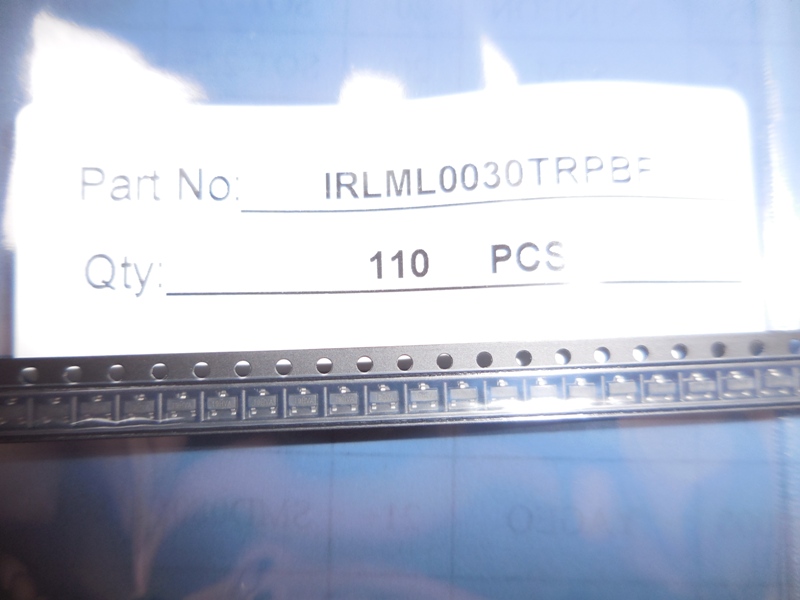 Part No: IRLML0030TRPBF
Qty: 110 PCS